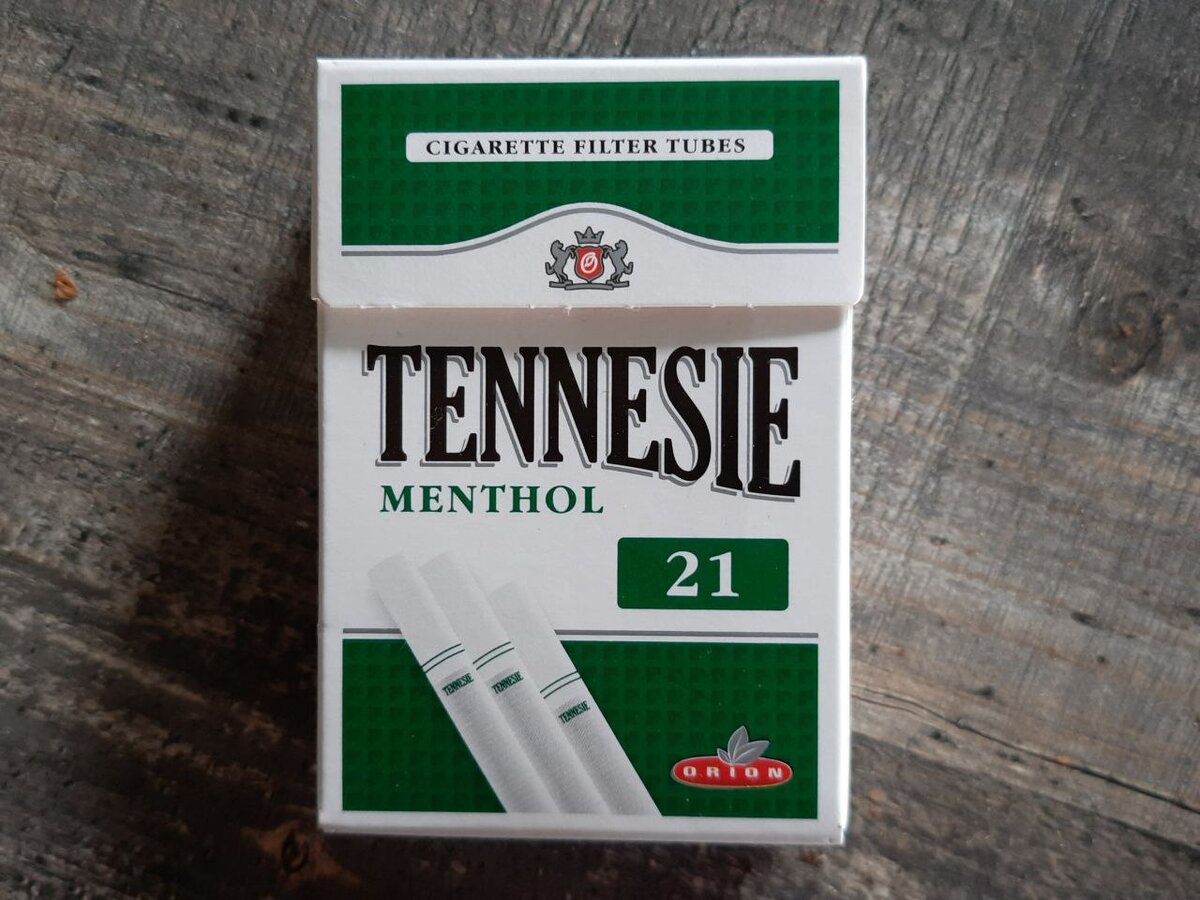 CIGARETTE FILTER TUBES
TENNESIE
MENTHOL
21
TENNESIE
TENNESIE
TENNESIE
ORION